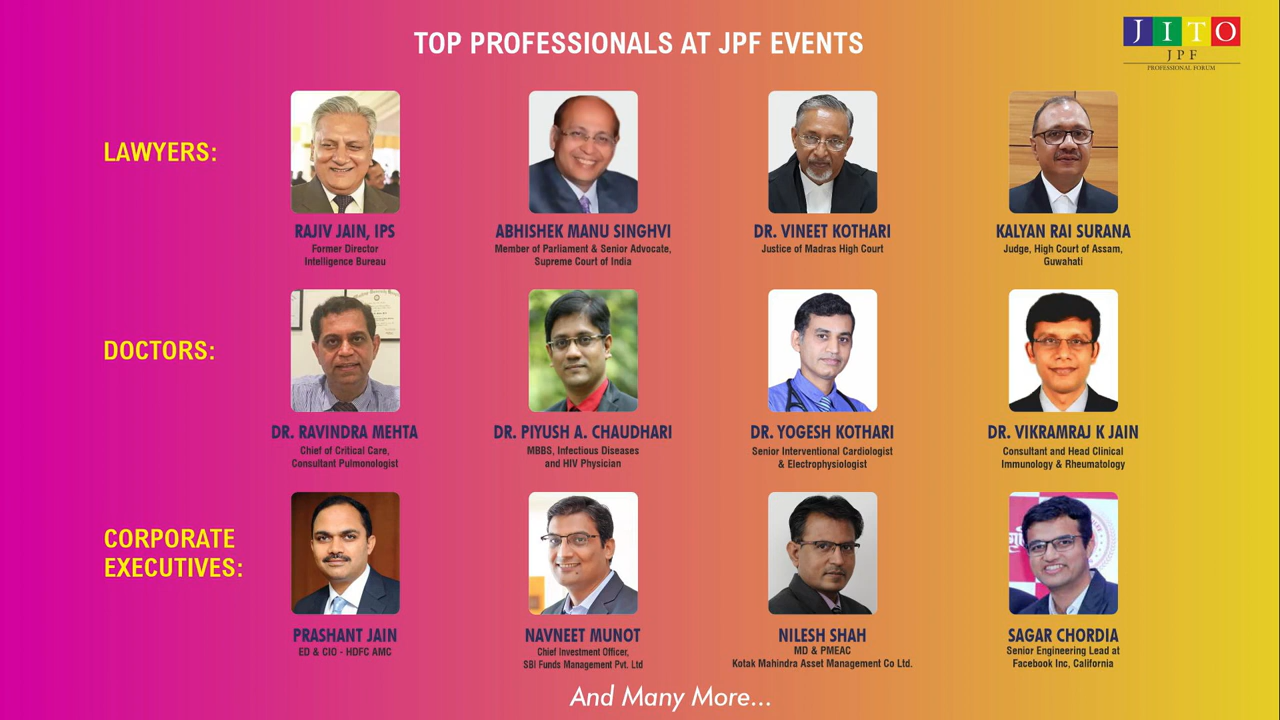 TOP PROFESSIONALS AT JPF EVENTS
JITO
JPF
PROFESSIONAL FORUM
LAWYERS:
RAJIV JAIN, IPS
Former Director
Intelligence Bureau
ABHISHEK MANU SINGHVI
Member of Parliament & Senior Advocate,
Supreme Court of India
DR. VINEET KOTHARI
Justice of Madras High Court
KALYAN RAI SURANA
Judge, High Court of Assam,
Guwahati
DOCTORS:
DR. RAVINDRA MEHTA
Chief of Critical Care,
Consultant Pulmonologist
DR. PIYUSH A. CHAUDHARI
MBBS, Infectious Diseases
and HIV Physician
DR. YOGESH KOTHARI
Senior Interventional Cardiologist
& Electrophysiologist
DR. VIKRAMRAJ K JAIN
Consultant and Head Clinical
Immunology & Rheumatology
CORPORATE
EXECUTIVES:
PRASHANT JAIN
ED & CIO - HDFC AMC
NAVNEET MUNOT
Chief Investment Officer,
SBI Funds Management Pvt. Ltd
NILESH SHAH
MD & PMEAC
Kotak Mahindra Asset Management Co Ltd.
SAGAR CHORDIA
Senior Engineering Lead at
Facebook Inc, California
And Many More...